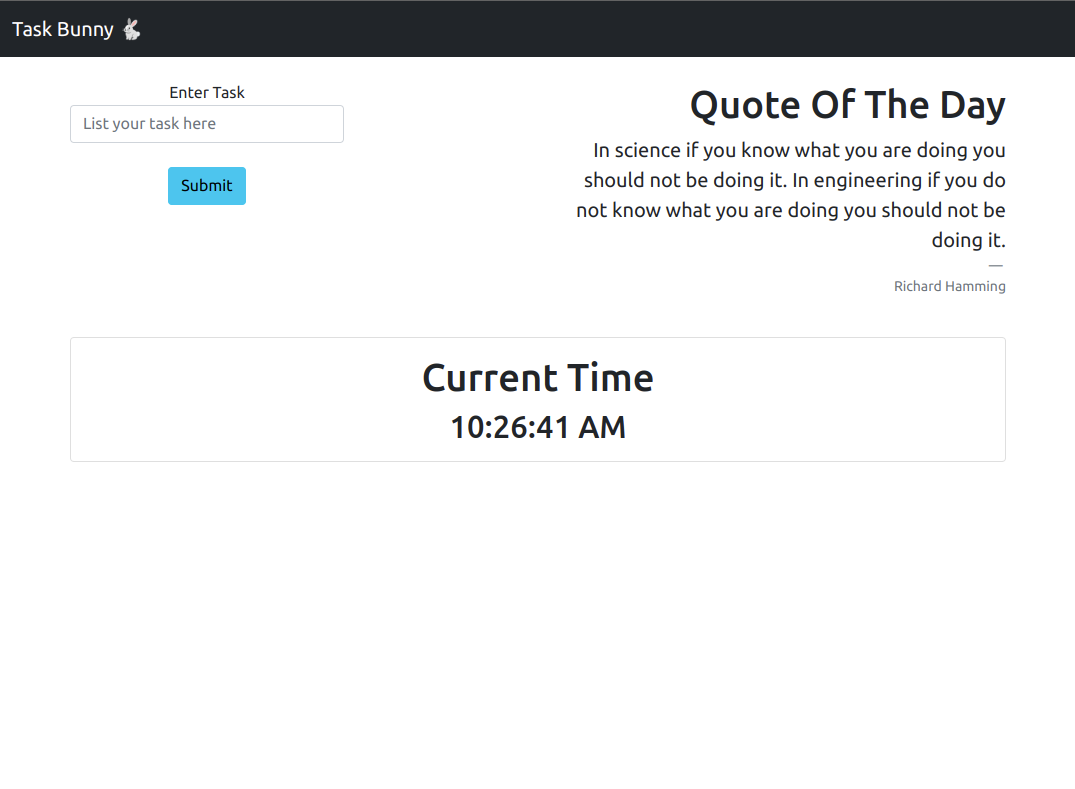 Task Bunny 🐇
Enter Task
List your task here
Submit
Quote Of The Day
In science if you know what you are doing you
should not be doing it. In engineering if you do
not know what you are doing you should not be
doing it.
—
Richard Hamming
Current Time
10:26:41 AM